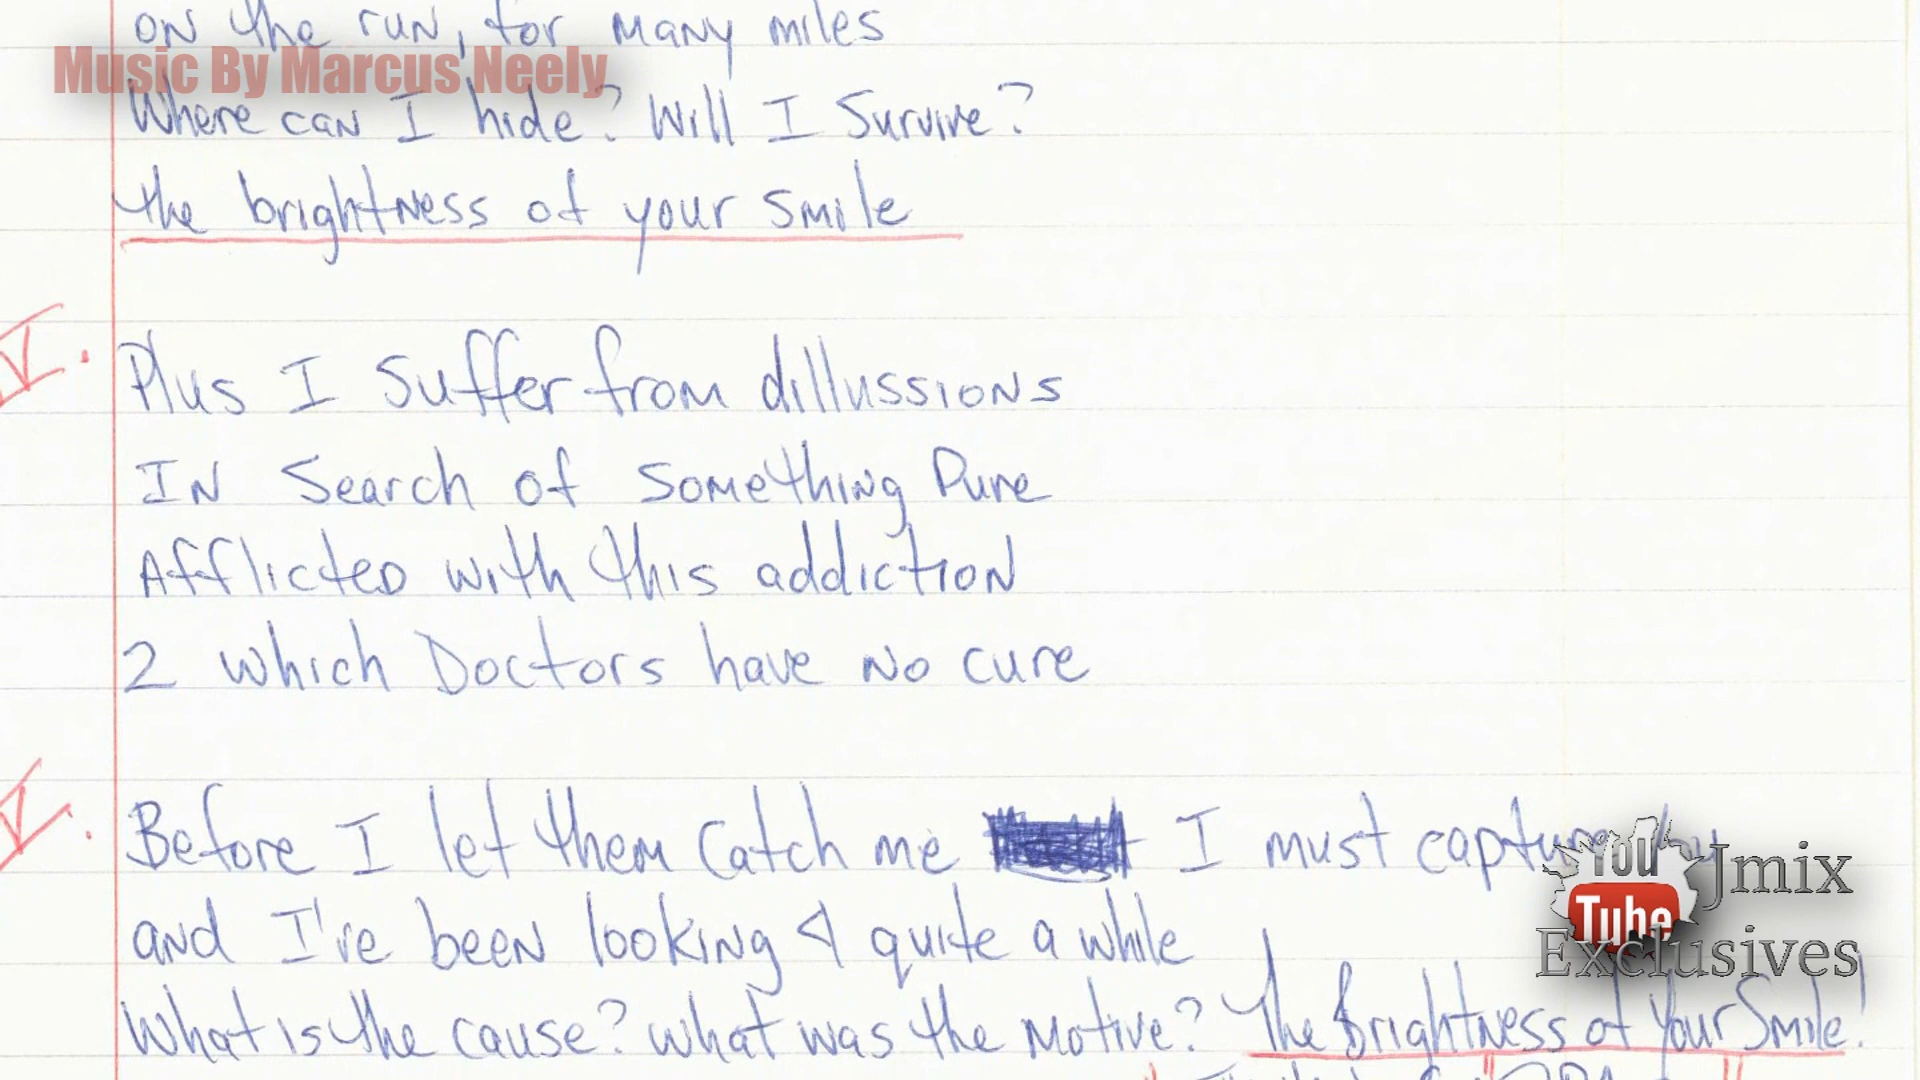 on the run, for many miles
Music By Marcus Neely
Where can I hide? Will I Survive?
the brightness of your smile
V. Plus I suffer from dillussions
In Search of Something Pure
Afflicted with this addiction
2 which Doctors have no cure
V. Before I let them catch me I must capture
and I've been looking 4 quite a while
What is the cause? what was the motive? The Brightness of Your Smile!
You Tube Jmix
Exclusives